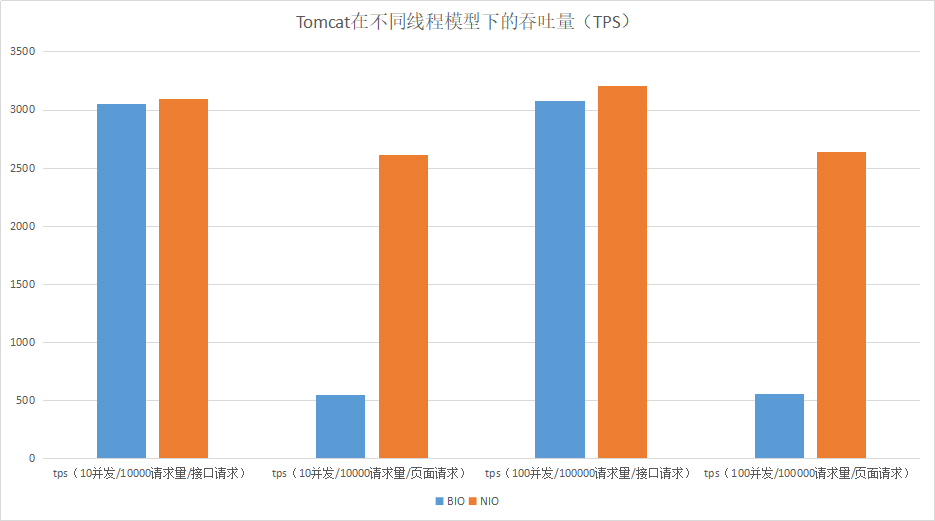 Tomcat在不同线程模型下的吞吐量（TPS）
3500
3000
2500
2000
1500
1000
500
0
tps（10并发/10000请求量/接口请求）
tps（10并发/10000请求量/页面请求）
tps（100并发/100000请求量/接口请求）
tps（100并发/100000请求量/页面请求）
BIO NIO